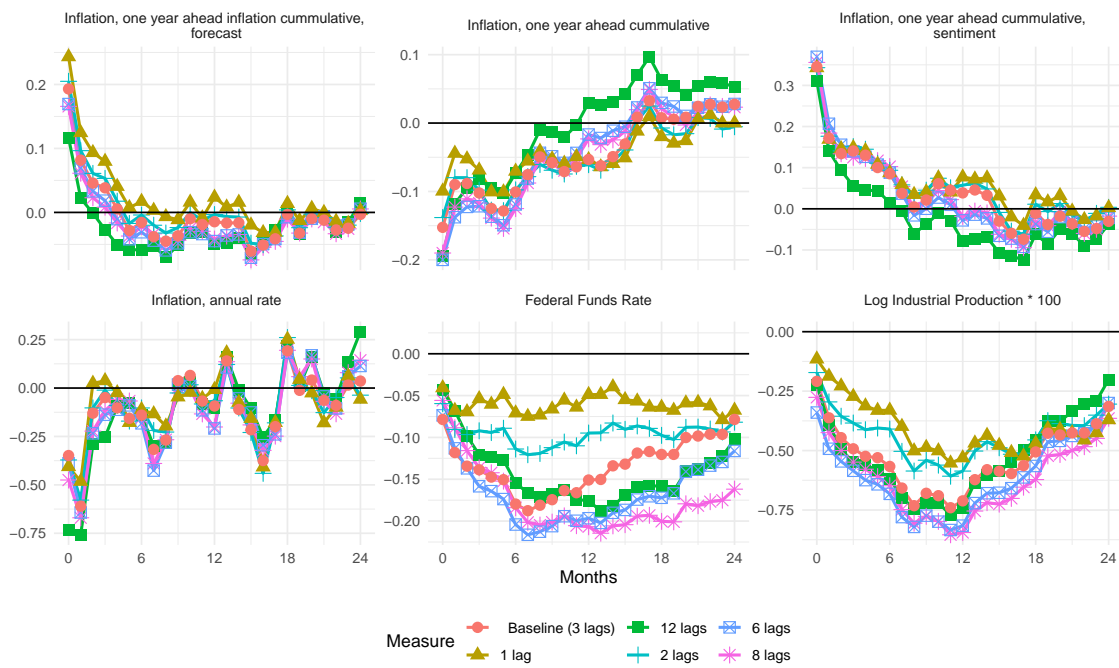 Inflation, one year ahead inflation cummulative,
forecast
Inflation, one year ahead cummulative
Inflation, one year ahead cummulative,
sentiment
0.2
0.1
0.0
0.1
0.0
−0.1
−0.2
0.3
0.2
0.1
0.0
−0.1
Inflation, annual rate
Federal Funds Rate
Log Industrial Production * 100
0.25
0.00
−0.25
−0.50
−0.75
0.00
−0.05
−0.10
−0.15
−0.20
0.00
−0.25
−0.50
−0.75
0 6 12 18 24
0 6 12 18 24
0 6 12 18 24
Months
Measure
Baseline (3 lags) 12 lags 6 lags
1 lag 2 lags 8 lags